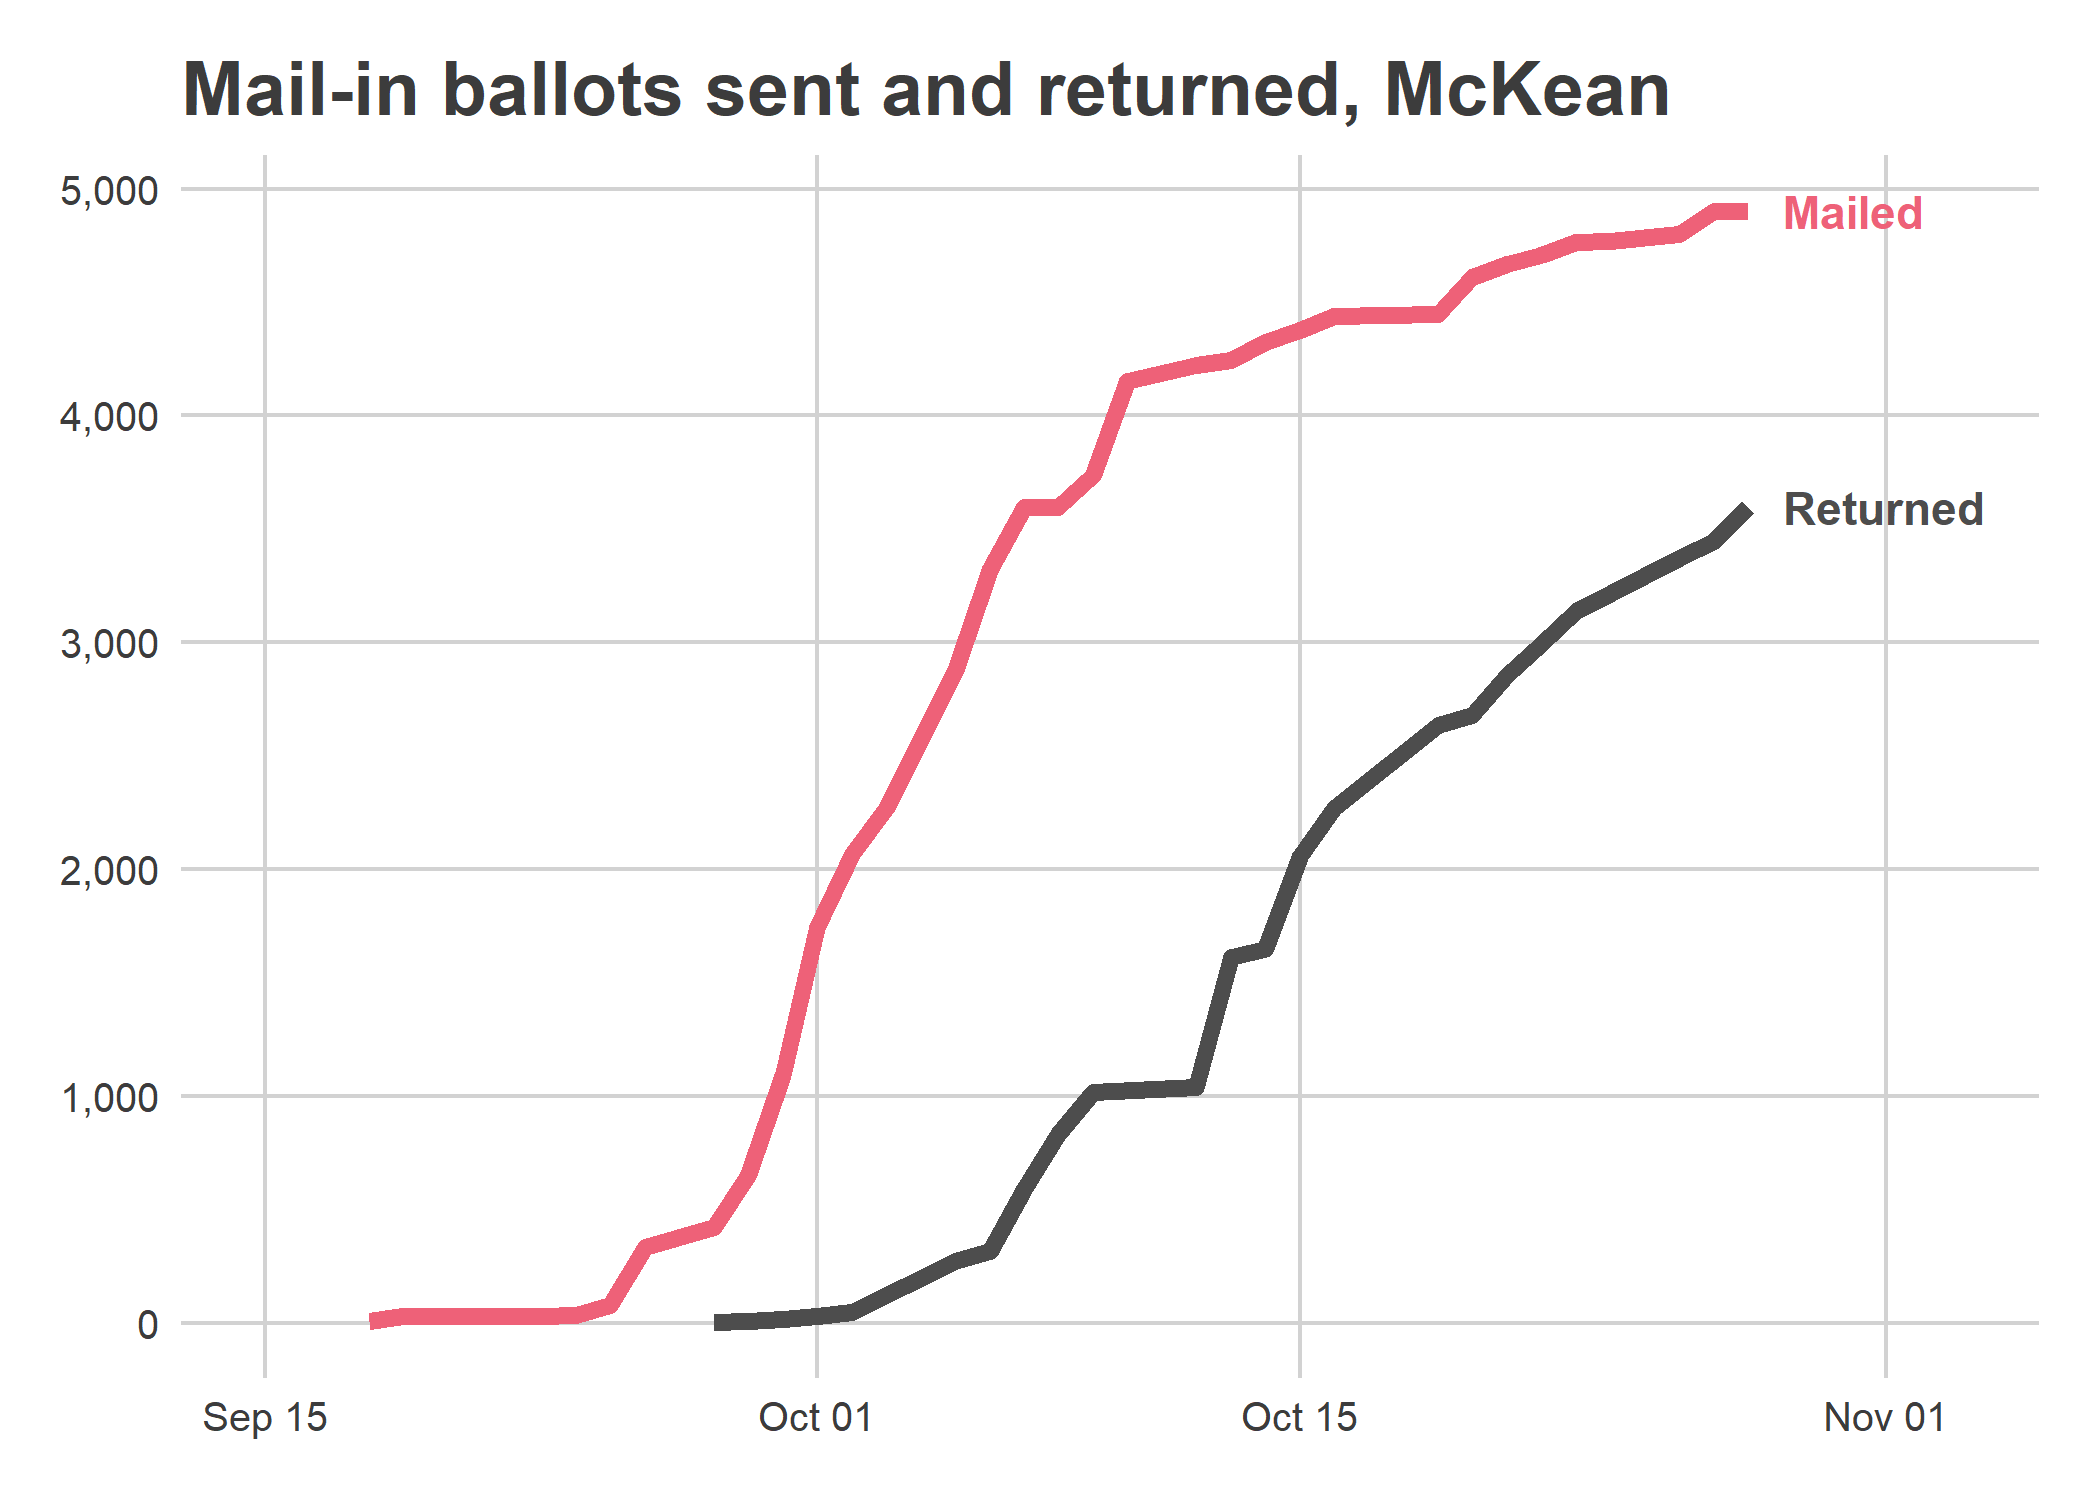 Mail-in ballots sent and returned, McKean
5,000
Mailed
4,000
Returned
3,000
2,000
1,000
0
Sep 15
Oct 01
Oct 15
Nov 01